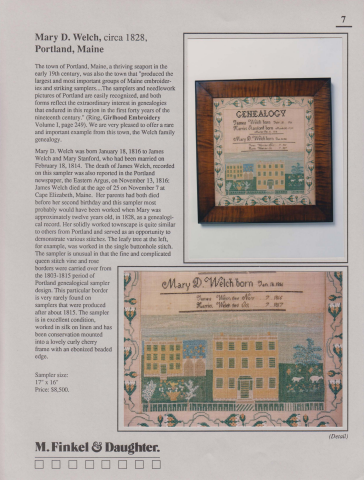 7
Mary D. Welch, circa 1828,
Portland, Maine
The town of Portland, Maine, a thriving seaport in the
early 19th century, was also the town that "produced the
largest and most important groups of Maine embroider-
ies and striking samplers....The samplers and needlework
pictures of Portland are easily recognized, and both
forms reflect the extraordinary interest in genealogies
that endured in this region in the first forty years of the
nineteenth century." (Ring, Girlhood Embroidery
Volume I, page 249). We are very pleased to offer a rare
and important example from this town, the Welch family
genealogy.
Mary D. Welch was born January 18, 1816 to James
Welch and Mary Stanford, who had been married on
February 18, 1814. The death of James Welch, recorded
on this sampler was also reported in the Portland
newspaper, the Eastern Argus, on November 13, 1816:
James Welch died at the age of 25 on November 7 at
Cape Elizabeth, Maine. Her parents had both died
before her second birthday and this sampler most
probably would have been worked when Mary was
approximately twelve years old, in 1828, as a genealogi-
cal record. Her solidly worked townscape is quite similar
to others from Portland and served as an opportunity to
demonstrate various stitches. The leafy tree at the left,
for example, was worked in the single buttonhole stitch.
The sampler is unusual in that the fine and complicated
queen stitch vine and rose
borders were carried over from
the 1803-1815 period of
Portland genealogical sampler
design. This particular border
is very rarely found on
samplers that were produced
after about 1815. The sampler
is in excellent condition,
worked in silk on linen and has
been conservation mounted
into a lovely curly cherry
frame with an ebonized beaded
edge.
Sampler size:
17" x 16"
Price: $8,500.
GENEALOGY
James Welch born
born
Mary D Welch born
Mary D. Welch born Jan. 18. 1816
(Detail)
M. Finkel & Daughter.